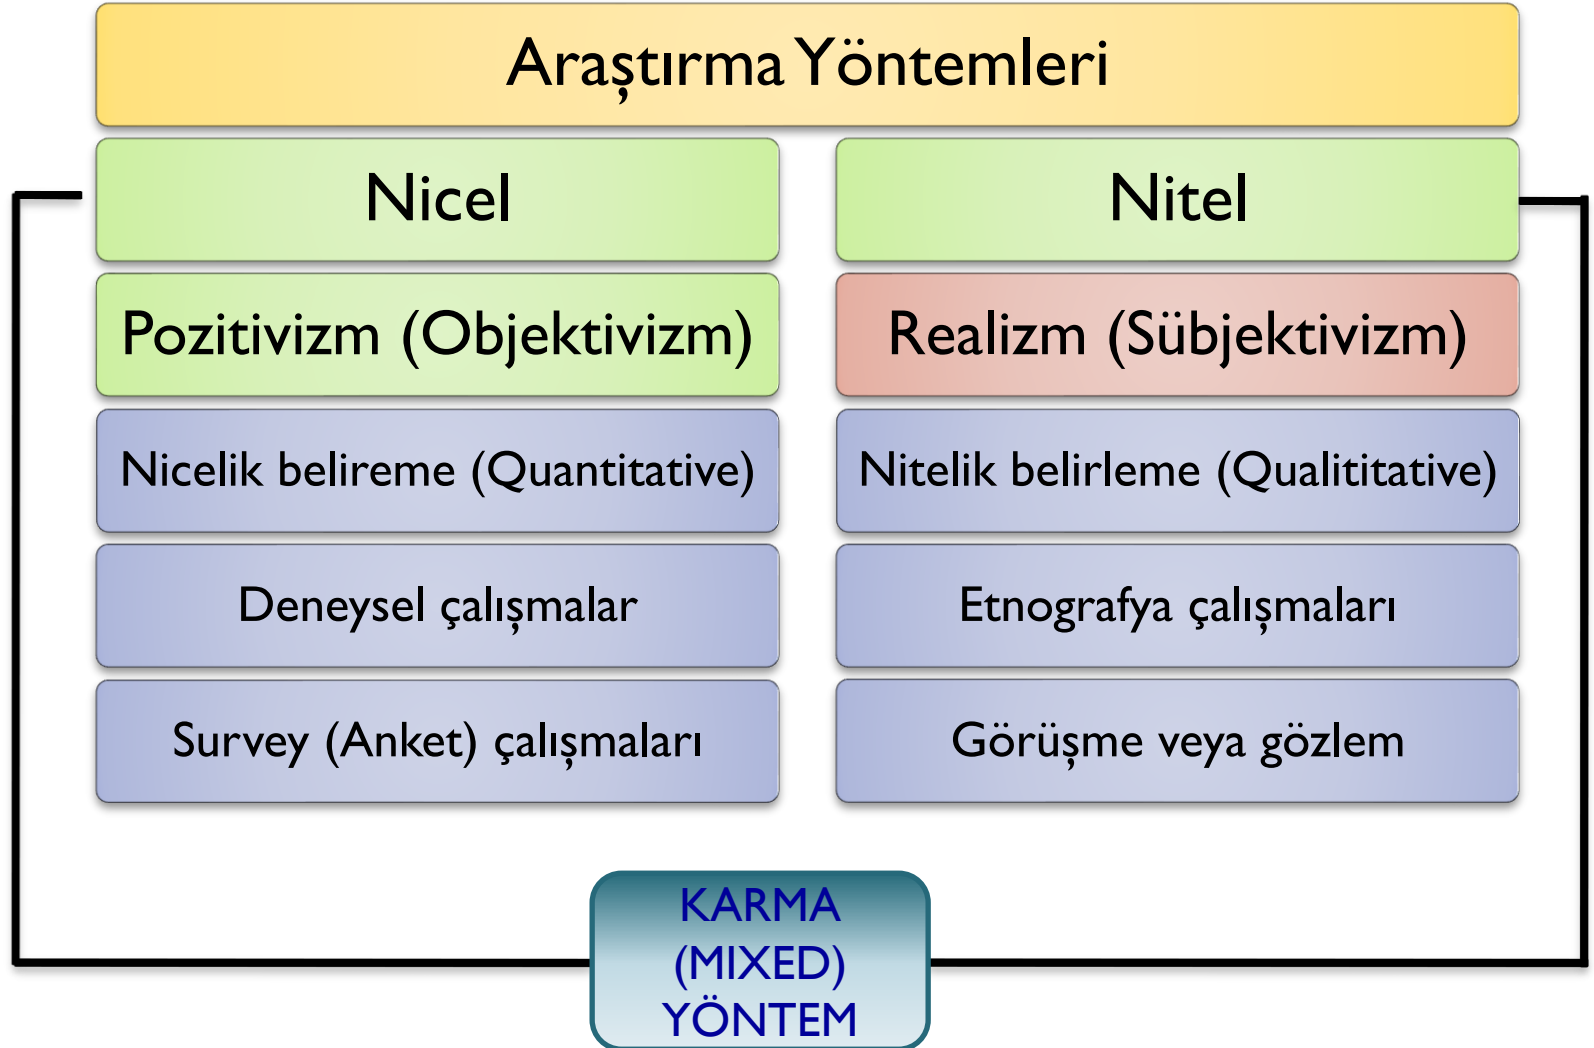 Araştırma Yöntemleri
Nicel
Nitel
Pozitivizm (Objektivizm)
Realizm (Sübjektivizm)
Nicelik belireme (Quantitative)
Nitelik belirleme (Qualititative)
Deneysel çalışmalar
Etnografya çalışmaları
Survey (Anket) çalışmaları
Görüşme veya gözlem
KARMA
(MIXED)
YÖNTEM